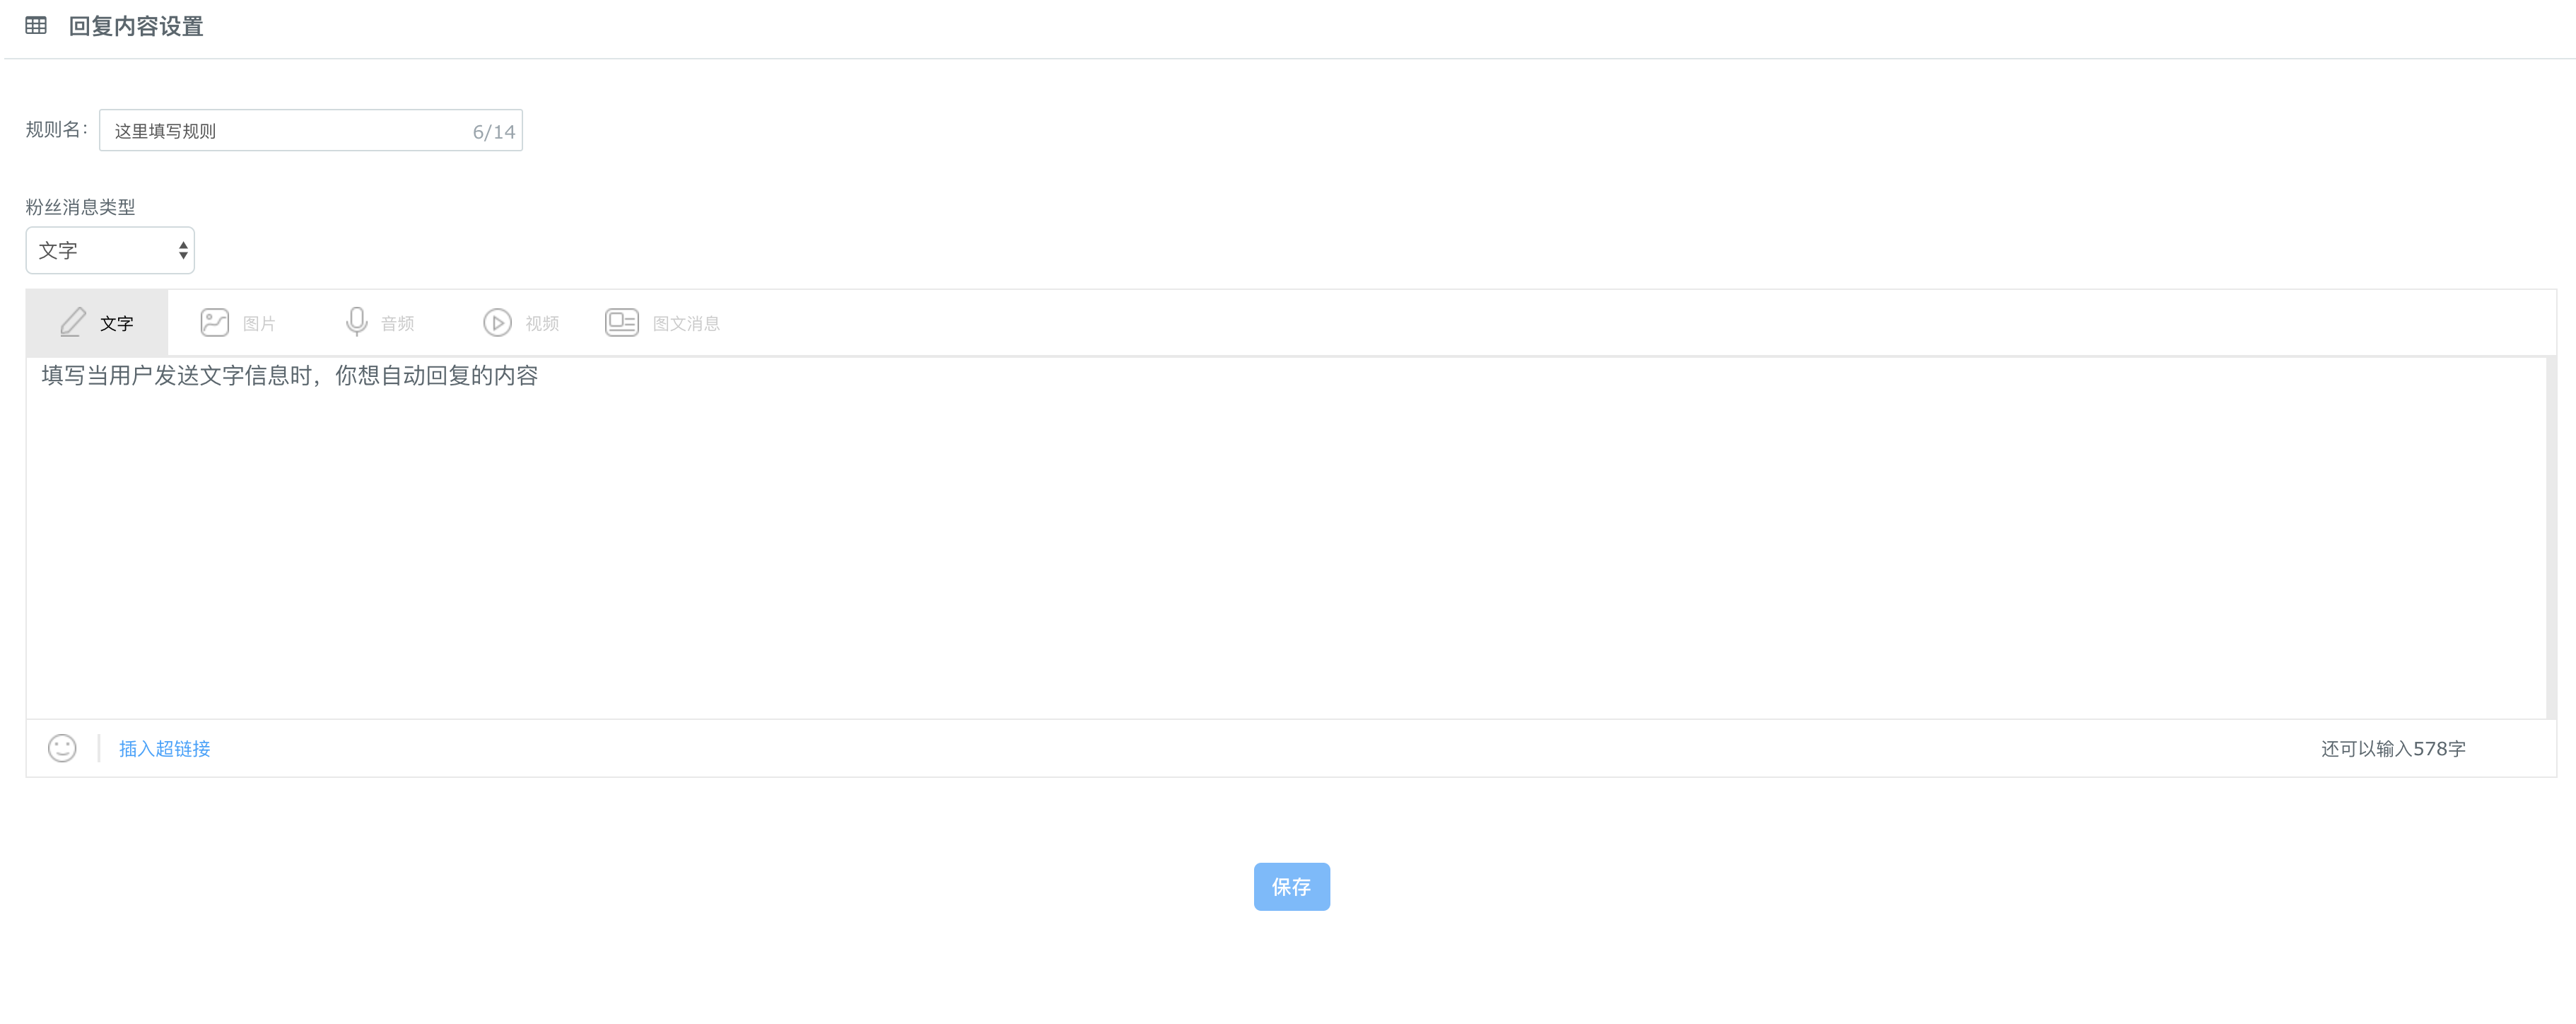 回复内容设置
规则名：
这里填写规则 6/14
粉丝消息类型
文字
文字 图片 音频 视频 图文消息
填写当用户发送文字信息时，你想自动回复的内容
插入超链接 还可以输入578字
保存